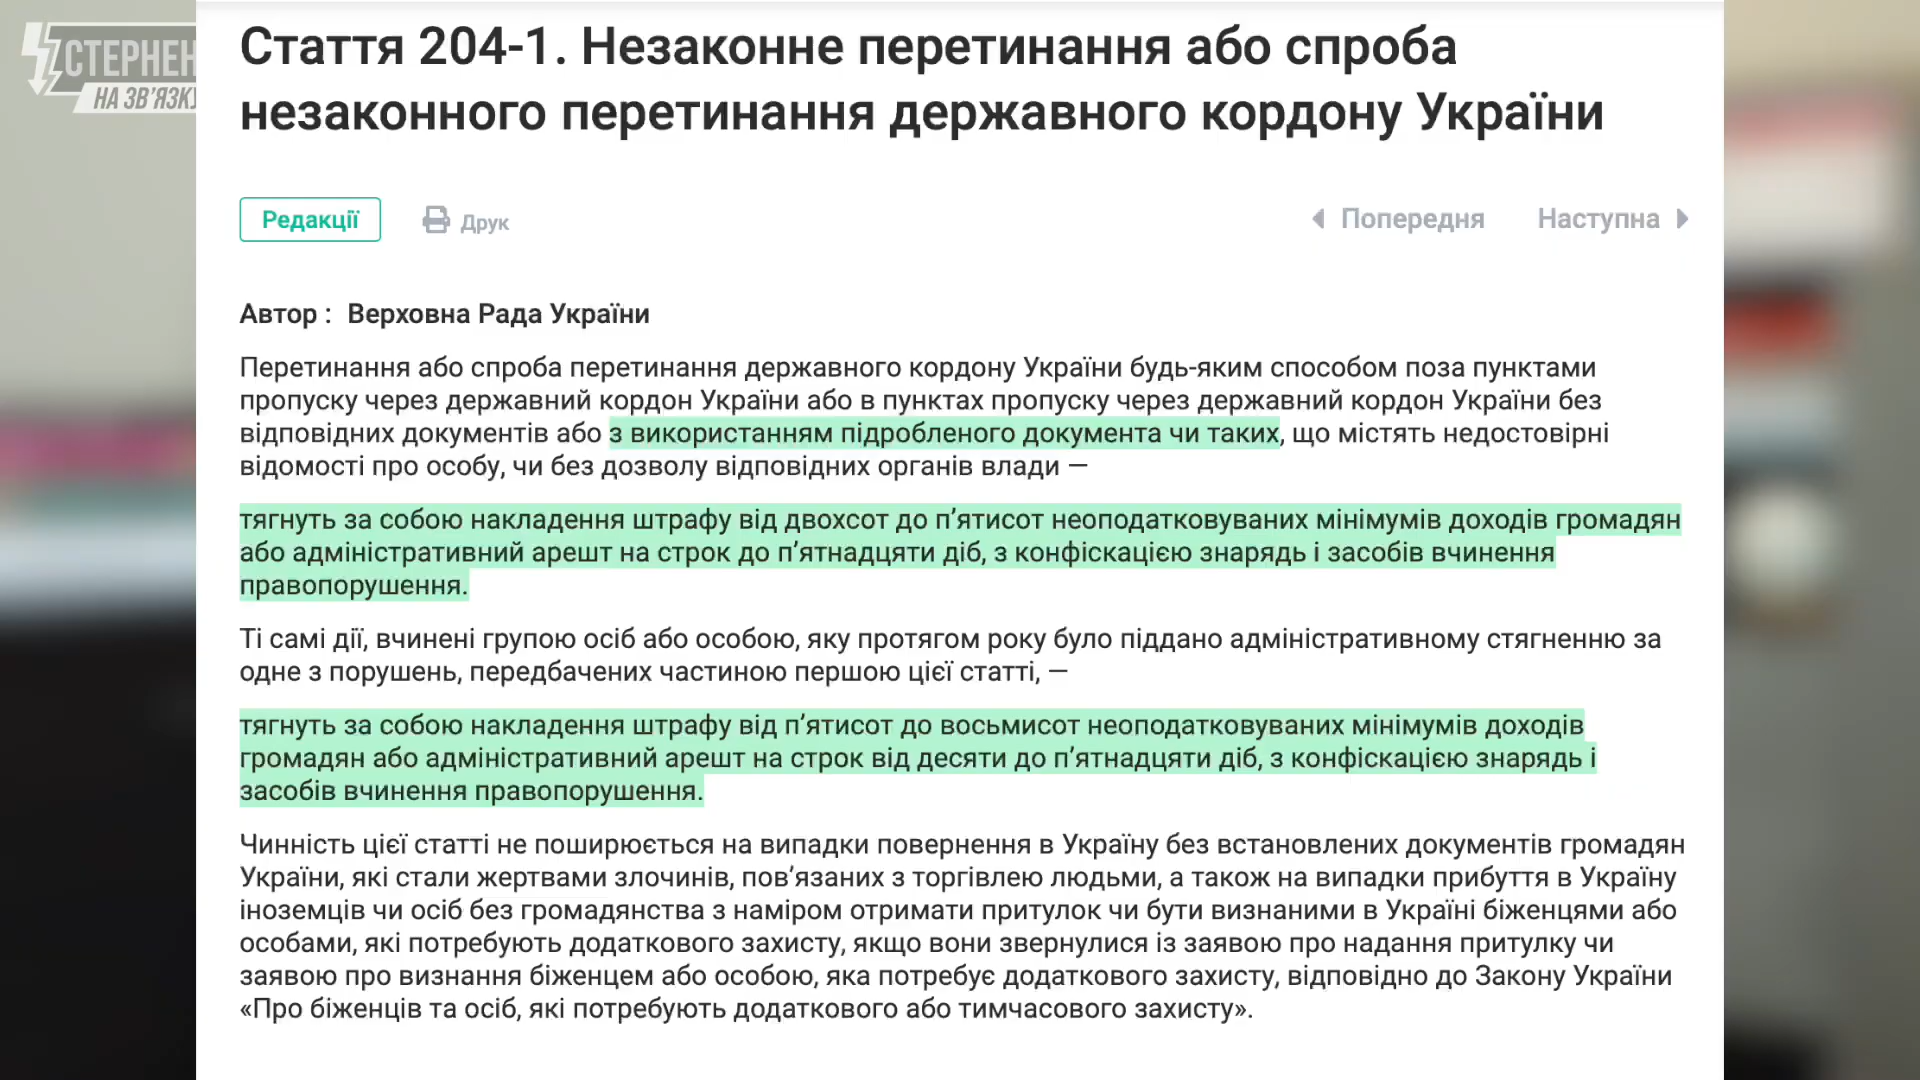 СТЕРНЕН
НА ЗВ'ЯЗКУ
Стаття 204-1. Незаконне перетинання або спроба
незаконного перетинання державного кордону України
Редакції
Друк
Попередня
Наступна
Автор : Верховна Рада України
Перетинання або спроба перетинання державного кордону України будь-яким способом поза пунктами
пропуску через державний кордон України або в пунктах пропуску через державний кордон України без
відповідних документів або з використанням підробленого документа чи таких, що містять недостовірні
відомості про особу, чи без дозволу відповідних органів влади —
тягнуть за собою накладення штрафу від двохсот до п’ятисот неоподатковуваних мінімумів доходів громадян
або адміністративний арешт на строк до п’ятнадцяти діб, з конфіскацією знарядь і засобів вчинення
правопорушення.
Ті самі дії, вчинені групою осіб або особою, яку протягом року було піддано адміністративному стягненню за
одне з порушень, передбачених частиною першою цієї статті, —
тягнуть за собою накладення штрафу від п’ятисот до восьмисот неоподатковуваних мінімумів доходів
громадян або адміністративний арешт на строк від десяти до п’ятнадцяти діб, з конфіскацією знарядь і
засобів вчинення правопорушення.
Чинність цієї статті не поширюється на випадки повернення в Україну без встановлених документів громадян
України, які стали жертвами злочинів, пов’язаних з торгівлею людьми, а також на випадки прибуття в Україну
іноземців чи осіб без громадянства з наміром отримати притулок чи бути визнаними в Україні біженцями або
особами, які потребують додаткового захисту, якщо вони звернулися із заявою про надання притулку чи
заявою про визнання біженцем або особою, яка потребує додаткового захисту, відповідно до Закону України
«Про біженців та осіб, які потребують додаткового або тимчасового захисту».